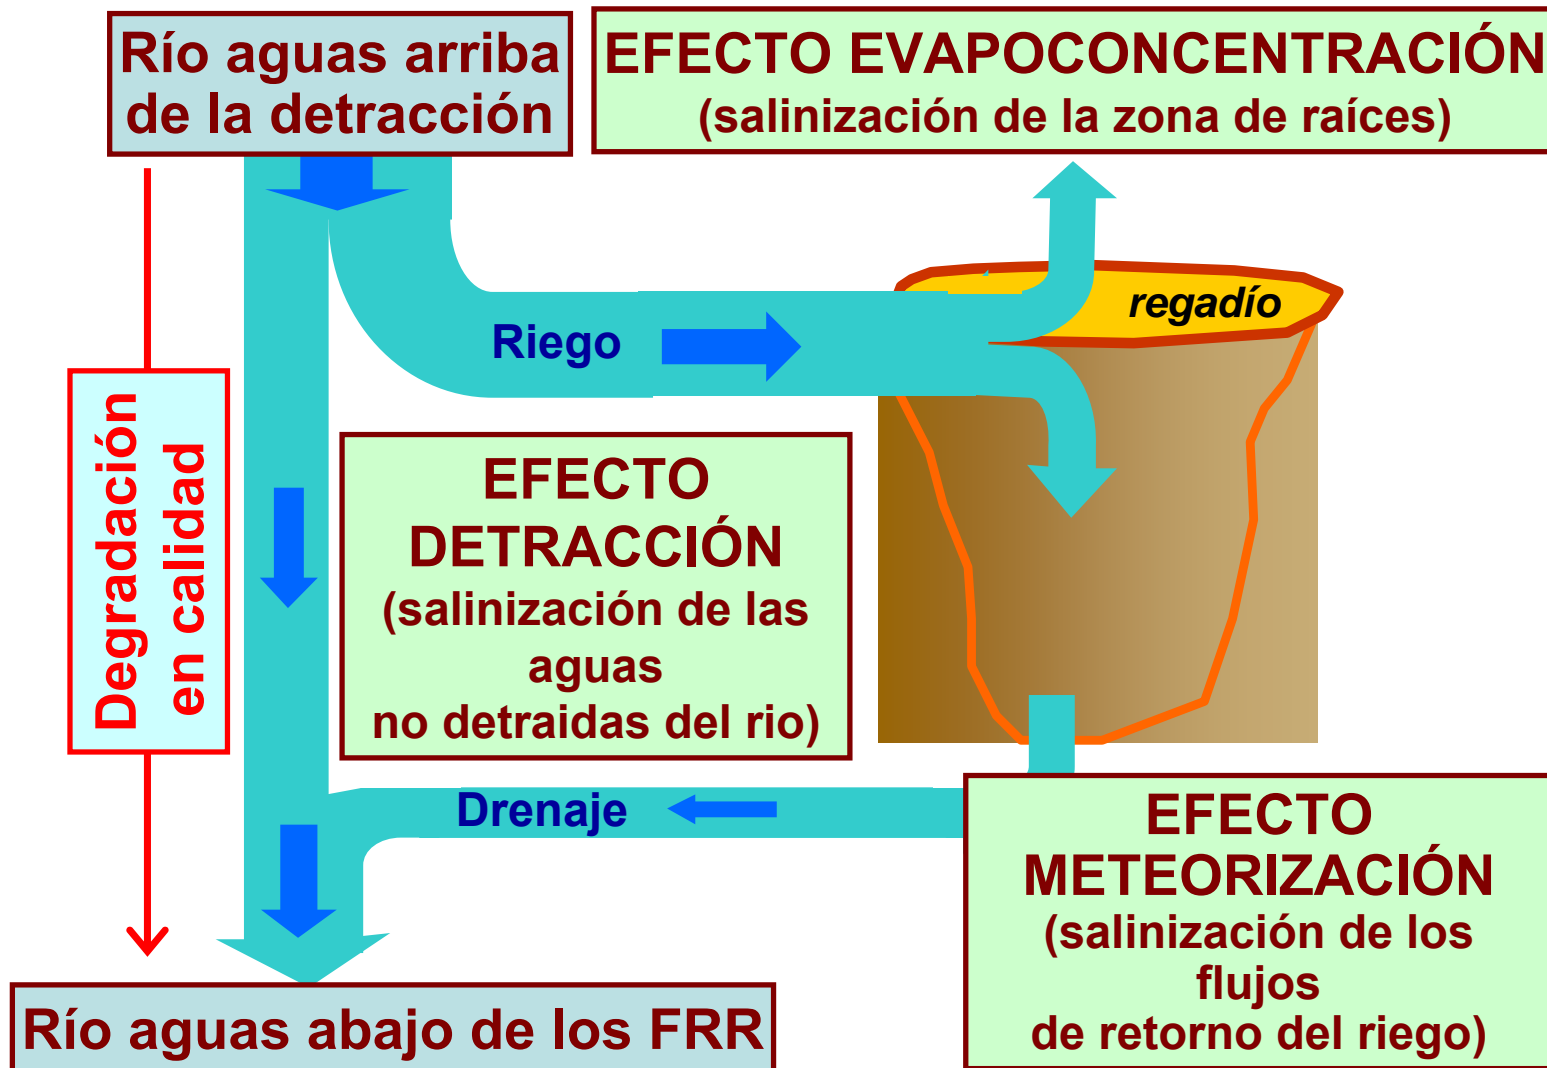 Río aguas arriba
de la detracción
EFECTO EVAPOCONCENTRACIÓN
(salinización de la zona de raíces)
regadío
Riego
Degradación
en calidad
EFECTO
DETRACCIÓN
(salinización de las
aguas
no detraidas del rio)
Drenaje
EFECTO
METEORIZACIÓN
(salinización de los
flujos
de retorno del riego)
Río aguas abajo de los FRR